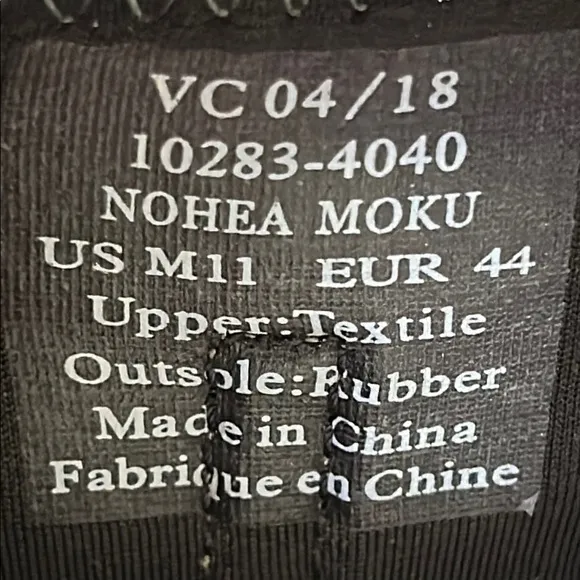 VC 04/18
10283-4040
NOHEA MOKU
US M11 EUR 44
Upper:Textile
Outsole:Rubber
Made in China
Fabrique en Chine